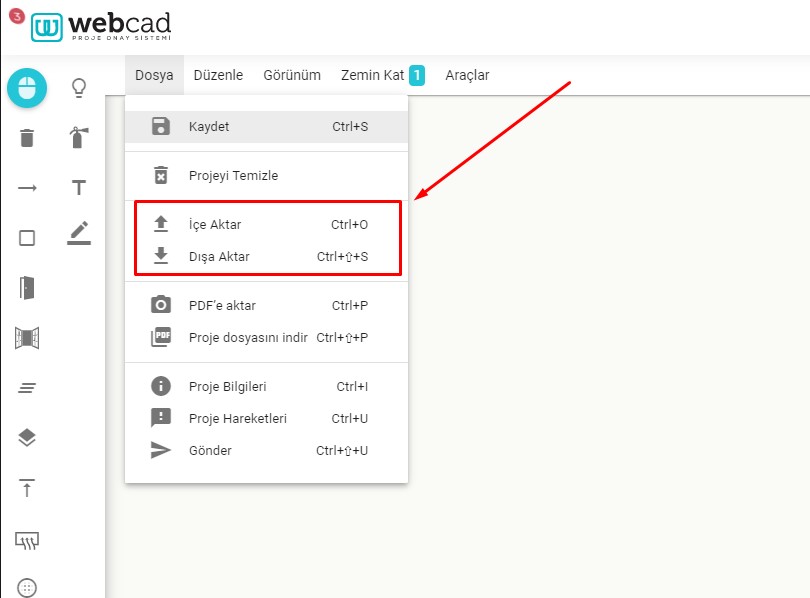 3
webcad
PROJE ONAY SİSTEMİ
Dosya Düzenle Görünüm Zemin Kat 1 Araçlar
Kaydet Ctrl+S
Projeyi Temizle
İçe Aktar Ctrl+O
Dışa Aktar Ctrl+⇧+S
PDF'e aktar Ctrl+P
PDF Proje dosyasını indir Ctrl+⇧+P
Proje Bilgileri Ctrl+I
Proje Hareketleri Ctrl+U
Gönder Ctrl+⇧+U
T